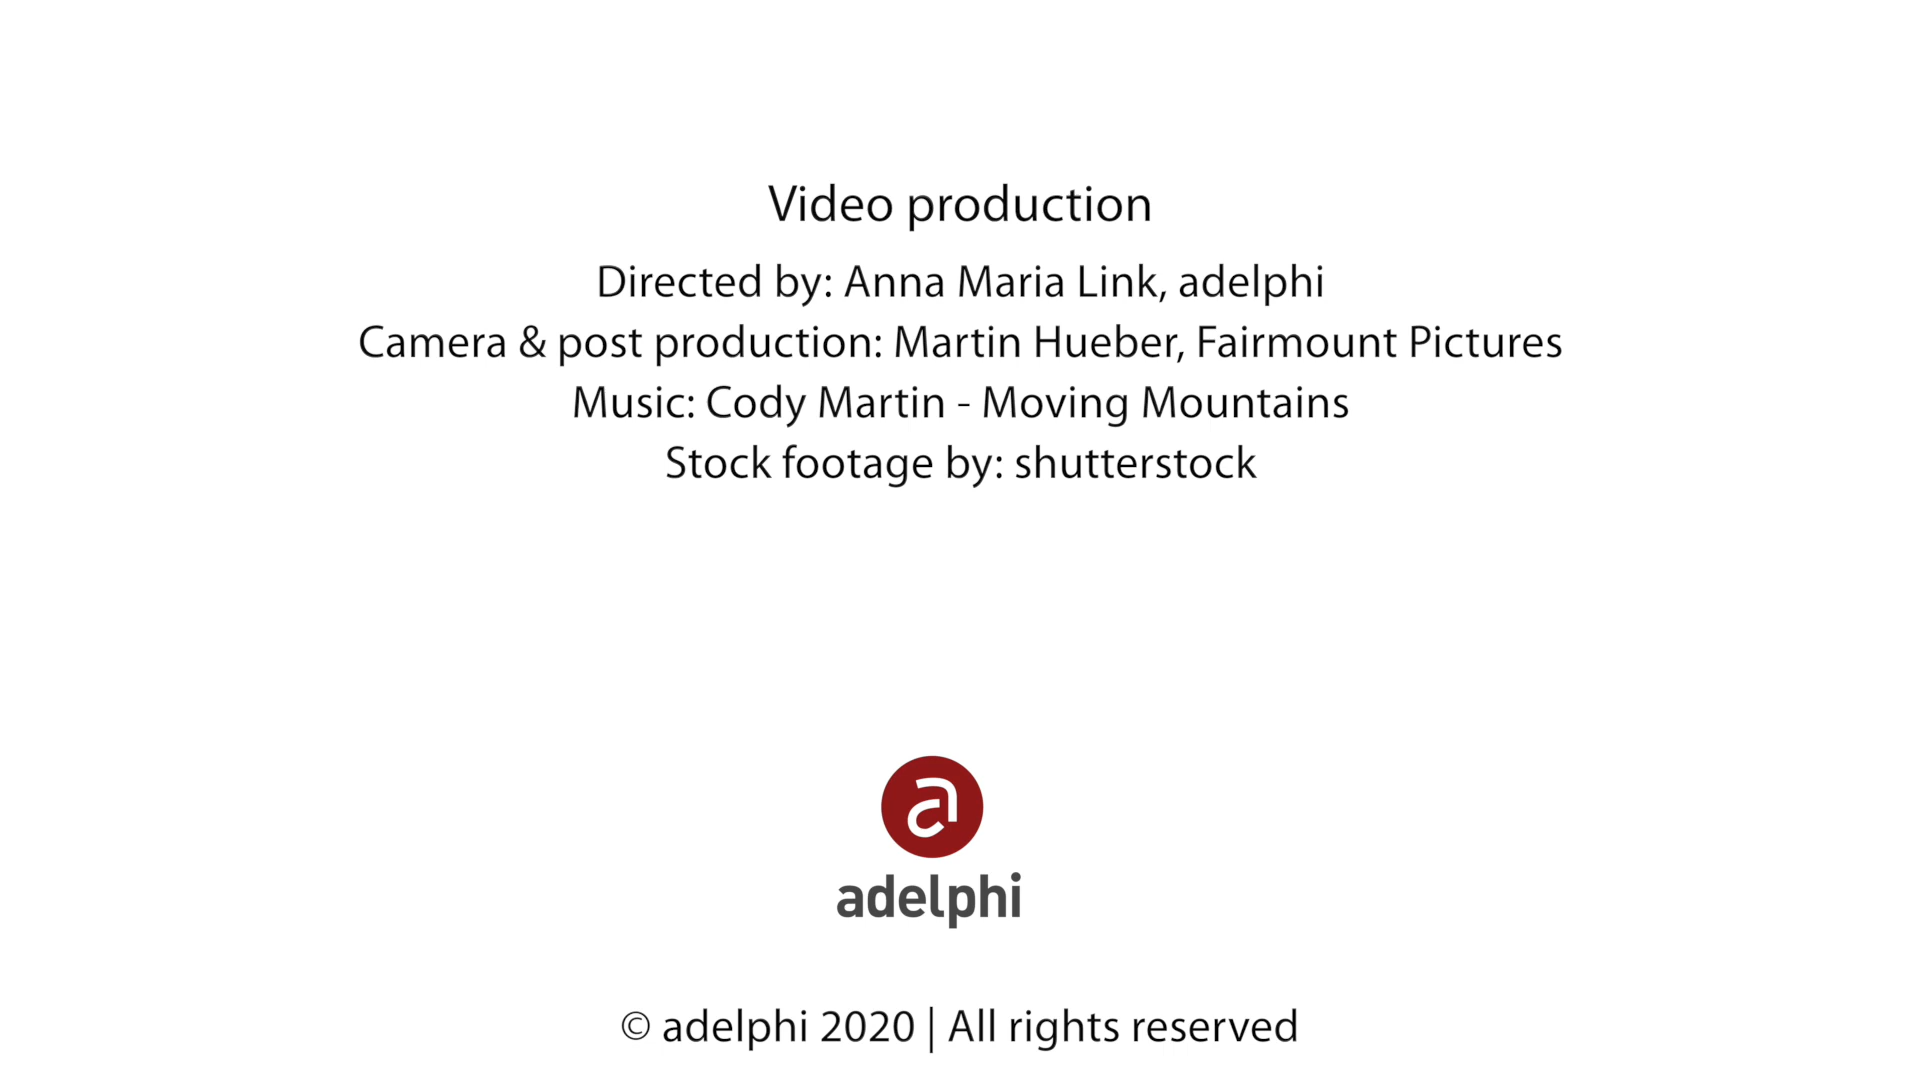 Video production
Directed by: Anna Maria Link, adelphi
Camera & post production: Martin Hueber, Fairmount Pictures
Music: Cody Martin - Moving Mountains
Stock footage by: shutterstock
a
adelphi
© adelphi 2020 | All rights reserved